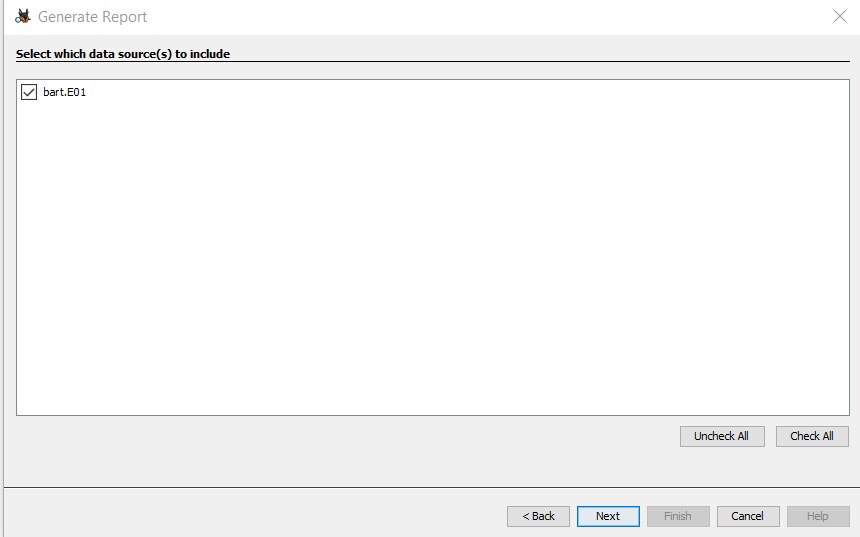 Generate Report
Select which data source(s) to include
bart.E01
Uncheck All Check All
< Back Next Finish Cancel Help